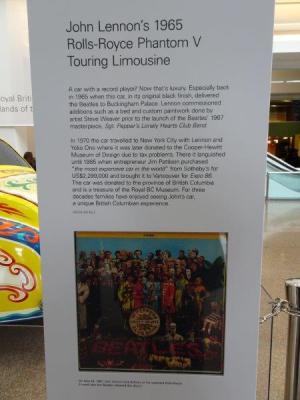 John Lennon's 1965
Rolls-Royce Phantom V
Touring Limousine
A car with a record player? Now that's luxury. Especially back
in 1965 when this car, in its original black finish, delivered
the Beatles to Buckingham Palace. Lennon commissioned
additions such as a bed and custom paintwork done by
artist Steve Weaver prior to the launch of the Beatles' 1967
masterpiece, Sgt. Pepper's Lonely Hearts Club Band.
In 1970 the car travelled to New York City with Lennon and
Yoko Ono where it was later donated to the Cooper-Hewitt
Museum of Design due to tax problems. There it languished
until 1985 when entrepreneur Jim Pattison purchased
"the most expensive car in the world" from Sotheby's for
US$2,299,000 and brought it to Vancouver for Expo 86.
The car was donated to the province of British Columbia
and is a treasure of the Royal BC Museum. For three
decades families have enjoyed seeing John's car,
a unique British Columbian experience.
oyal Briti
lands of t
BEATLES